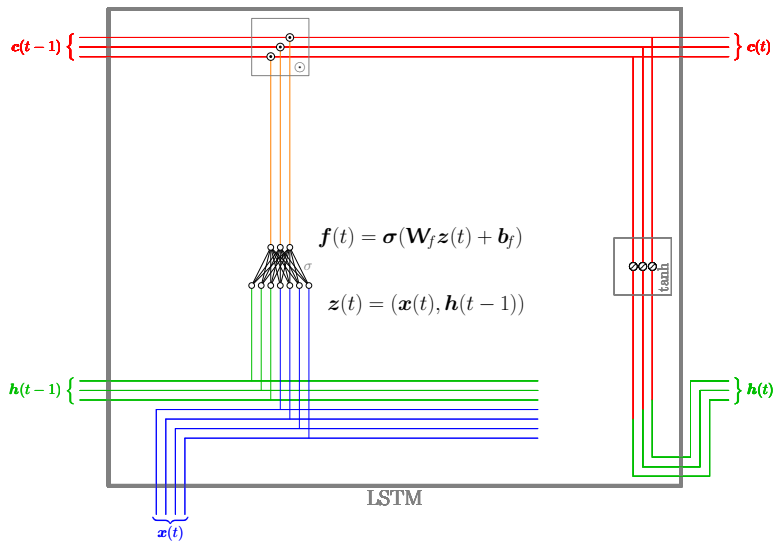 c(t−1) {
} c(t)
⊙
f(t) = σ(W_f z(t) + b_f)
σ
tanh
z(t) = (x(t), h(t−1))
h(t−1) {
} h(t)
LSTM
x(t)